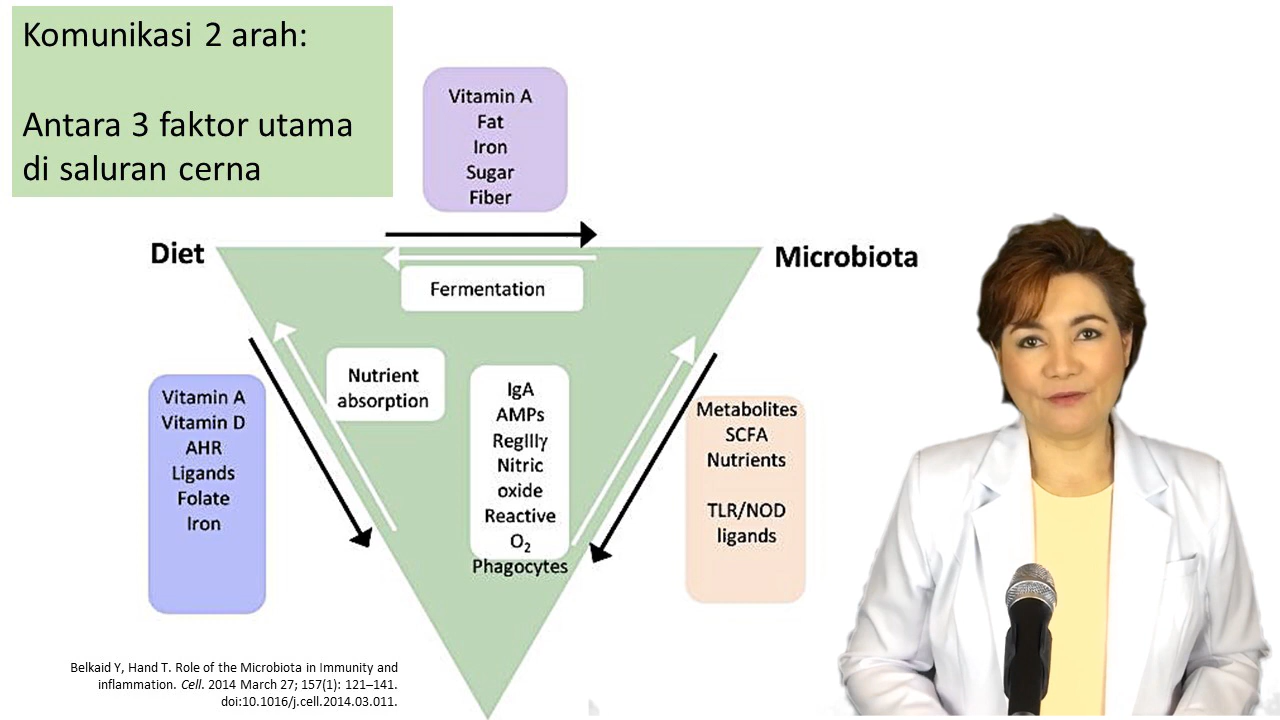 Komunikasi 2 arah:
Antara 3 faktor utama
di saluran cerna
Vitamin A
Fat
Iron
Sugar
Fiber
Diet
Microbiota
Fermentation
Nutrient
absorption
Vitamin A
Vitamin D
AHR
Ligands
Folate
Iron
IgA
AMPs
RegIIIγ
Nitric
oxide
Reactive
O₂
Phagocytes
Metabolites
SCFA
Nutrients
TLR/NOD
ligands
Belkaid Y, Hand T. Role of the Microbiota in Immunity and
inflammation. Cell. 2014 March 27; 157(1): 121–141.
doi:10.1016/j.cell.2014.03.011.